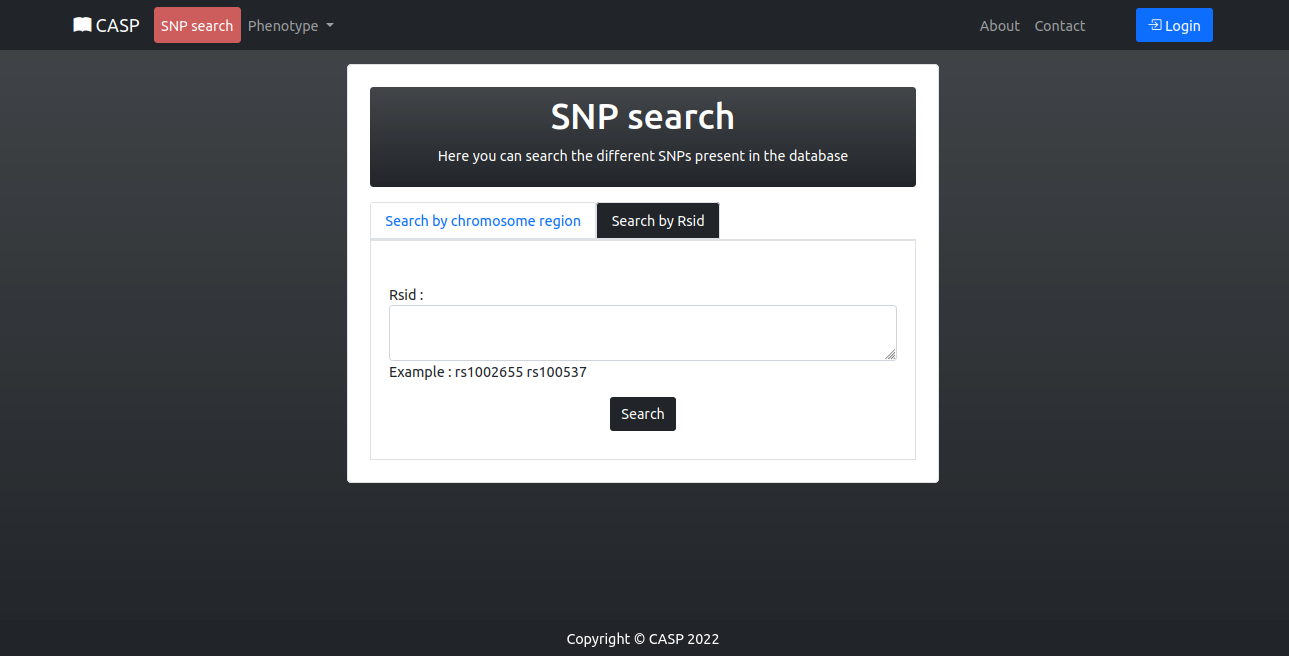 CASP SNP search Phenotype About Contact Login
SNP search
Here you can search the different SNPs present in the database
Search by chromosome region Search by Rsid
Rsid :
Example : rs1002655 rs100537
Search
Copyright © CASP 2022